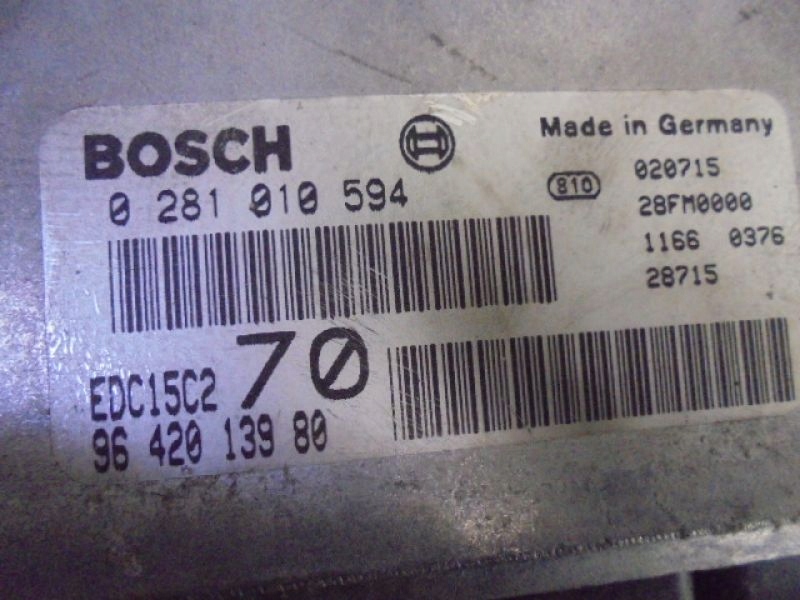 BOSCH
Made in Germany
0 281 010 594
810
020715
28FM0000
1166 0376
28715
EDC15C2
70
96 420 139 80